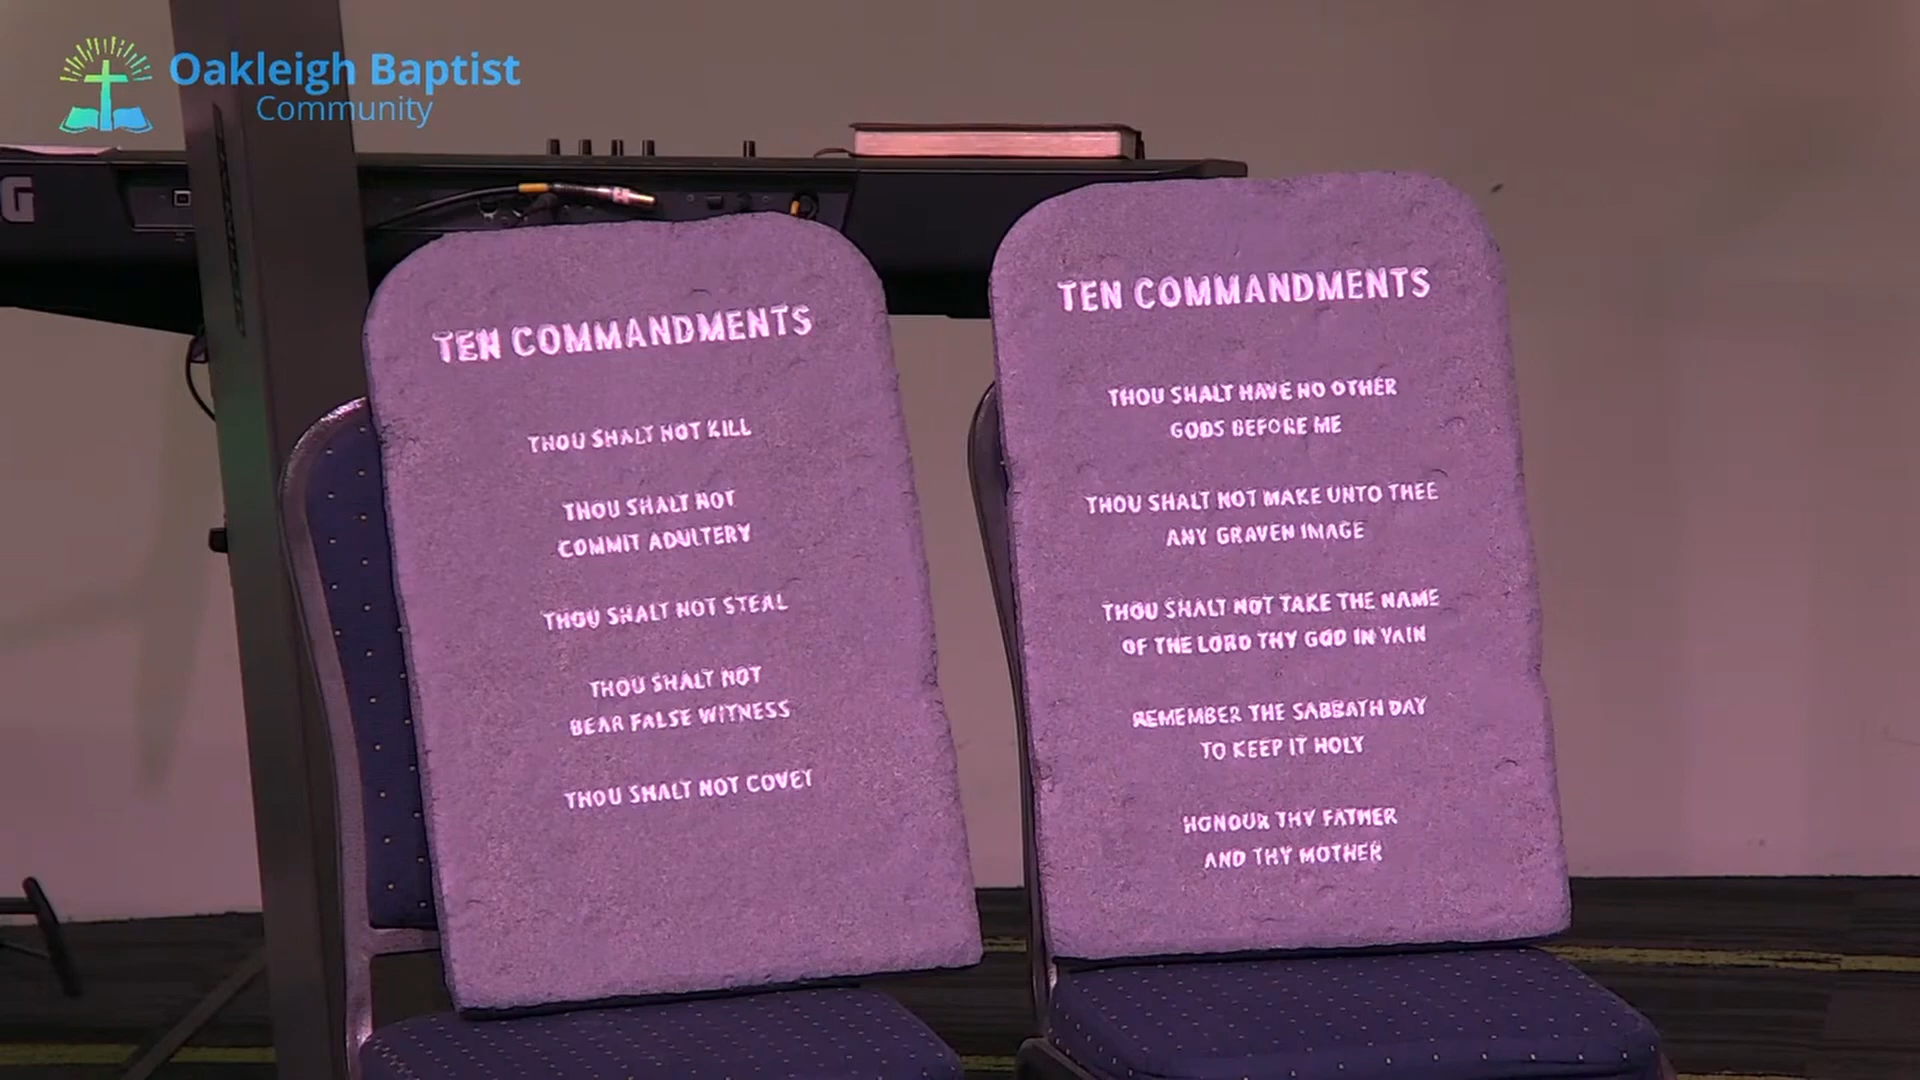 Oakleigh Baptist
Community
G
TEN COMMANDMENTS
THOU SHALT NOT KILL
THOU SHALT NOT
COMMIT ADULTERY
THOU SHALT NOT STEAL
THOU SHALT NOT
BEAR FALSE WITNESS
THOU SHALT NOT COVET
TEN COMMANDMENTS
THOU SHALT HAVE NO OTHER
GODS BEFORE ME
THOU SHALT NOT MAKE UNTO THEE
ANY GRAVEN IMAGE
THOU SHALT NOT TAKE THE NAME
OF THE LORD THY GOD IN VAIN
REMEMBER THE SABBATH DAY
TO KEEP IT HOLY
HONOUR THY FATHER
AND THY MOTHER